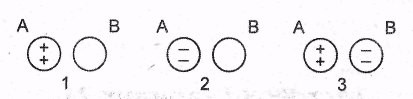 A B A B A B
+ + − + −
+ − + −
1 2 3